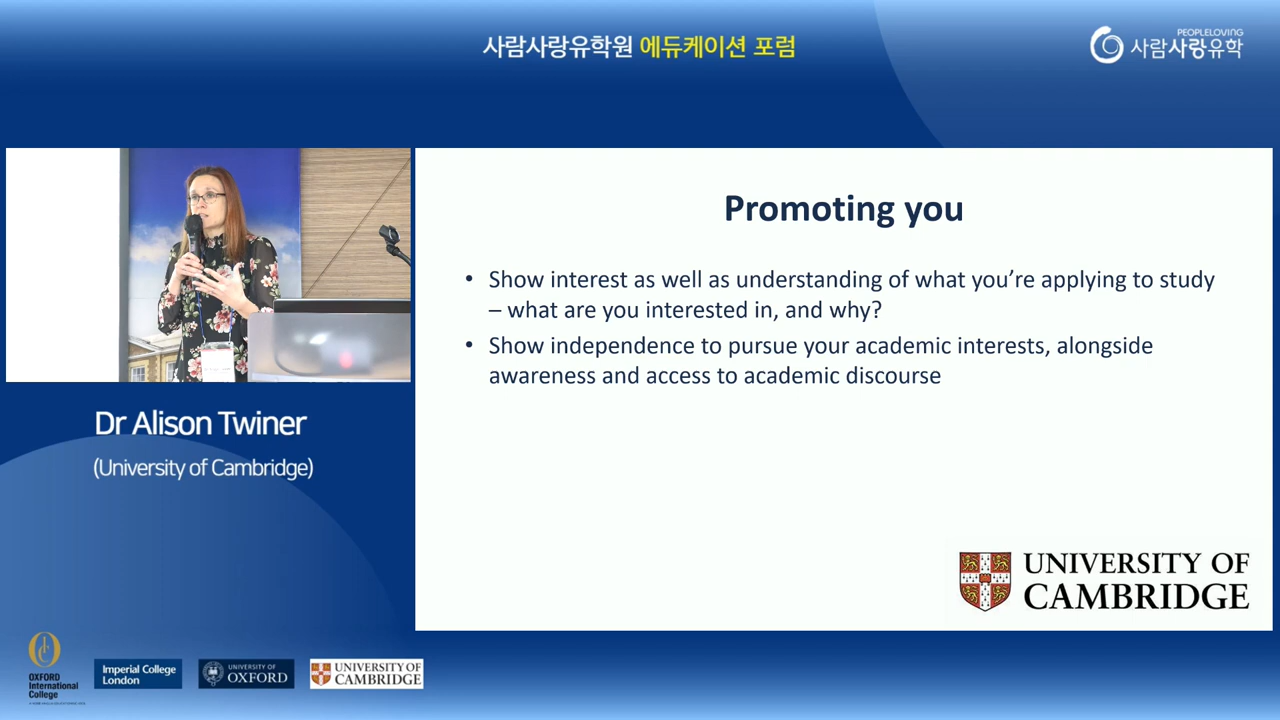 사람사랑유학원 에듀케이션 포럼
PEOPLELOVING
사람사랑유학
Promoting you
• Show interest as well as understanding of what you’re applying to study
– what are you interested in, and why?
• Show independence to pursue your academic interests, alongside
awareness and access to academic discourse
UNIVERSITY OF
CAMBRIDGE
Dr Alison Twiner
(University of Cambridge)
OXFORD
International
College
Imperial College
London
UNIVERSITY OF
OXFORD
UNIVERSITY OF
CAMBRIDGE